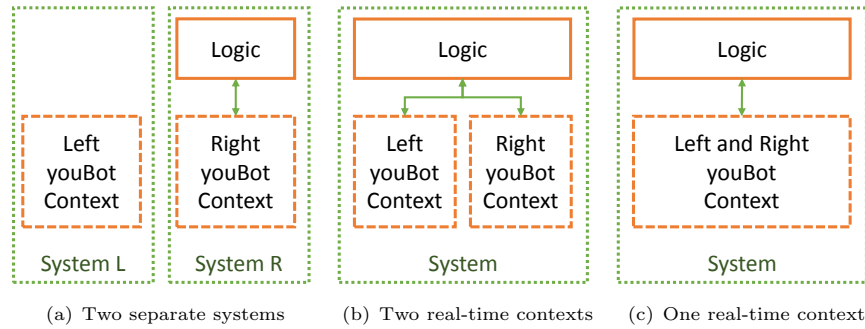 Logic
Left
youBot
Context
Right
youBot
Context
System L
System R
(a) Two separate systems
Logic
Left
youBot
Context
Right
youBot
Context
System
(b) Two real-time contexts
Logic
Left and Right
youBot
Context
System
(c) One real-time context